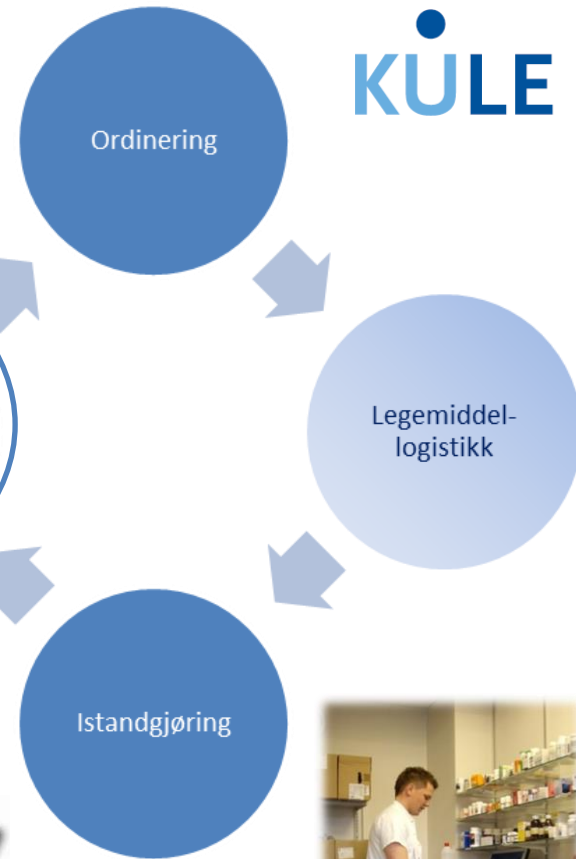 KULE
Ordinering
Legemiddel-
logistikk
Istandgjøring